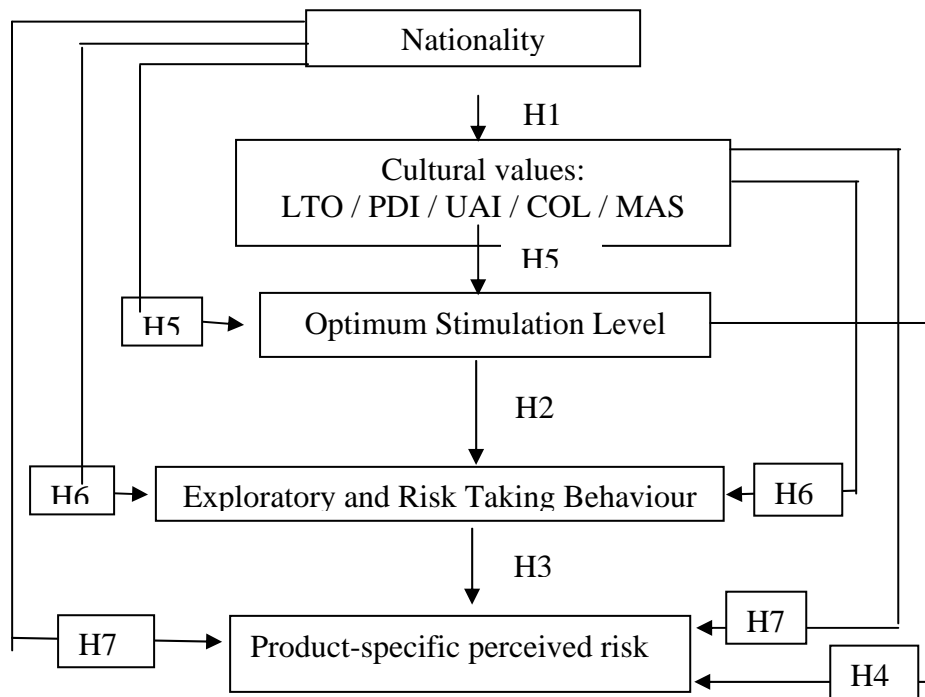 Nationality
H1
Cultural values:
LTO / PDI / UAI / COL / MAS
H5
H5
Optimum Stimulation Level
H2
H6
Exploratory and Risk Taking Behaviour
H6
H3
H7
Product-specific perceived risk
H7
H4